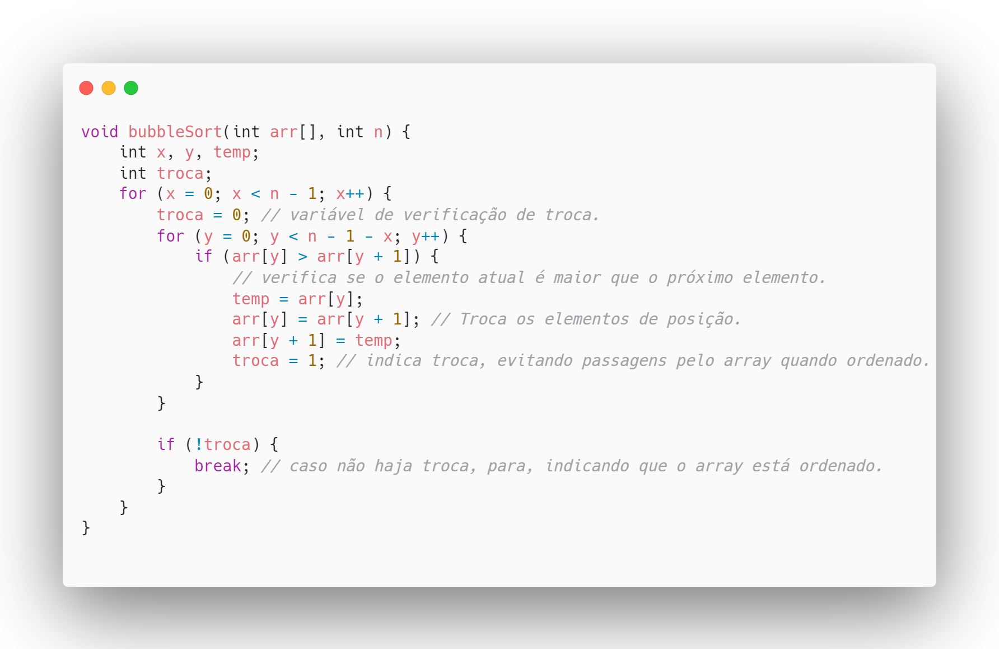 void bubbleSort(int arr[], int n) {
    int x, y, temp;
    int troca;
    for (x = 0; x < n - 1; x++) {
        troca = 0; // variável de verificação de troca.
        for (y = 0; y < n - 1 - x; y++) {
            if (arr[y] > arr[y + 1]) {
                // verifica se o elemento atual é maior que o próximo elemento.
                temp = arr[y];
                arr[y] = arr[y + 1]; // Troca os elementos de posição.
                arr[y + 1] = temp;
                troca = 1; // indica troca, evitando passagens pelo array quando ordenado.
            }
        }

        if (!troca) {
            break; // caso não haja troca, para, indicando que o array está ordenado.
        }
    }
}